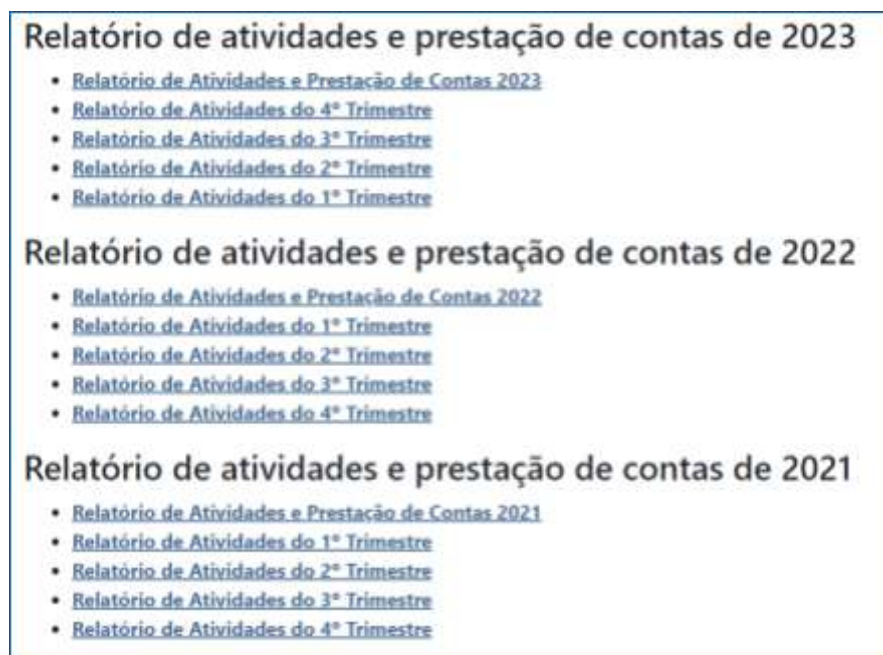 Relatório de atividades e prestação de contas de 2023
• Relatório de Atividades e Prestação de Contas 2023
• Relatório de Atividades do 4º Trimestre
• Relatório de Atividades do 3º Trimestre
• Relatório de Atividades do 2º Trimestre
• Relatório de Atividades do 1º Trimestre
Relatório de atividades e prestação de contas de 2022
• Relatório de Atividades e Prestação de Contas 2022
• Relatório de Atividades do 1º Trimestre
• Relatório de Atividades do 2º Trimestre
• Relatório de Atividades do 3º Trimestre
• Relatório de Atividades do 4º Trimestre
Relatório de atividades e prestação de contas de 2021
• Relatório de Atividades e Prestação de Contas 2021
• Relatório de Atividades do 1º Trimestre
• Relatório de Atividades do 2º Trimestre
• Relatório de Atividades do 3º Trimestre
• Relatório de Atividades do 4º Trimestre